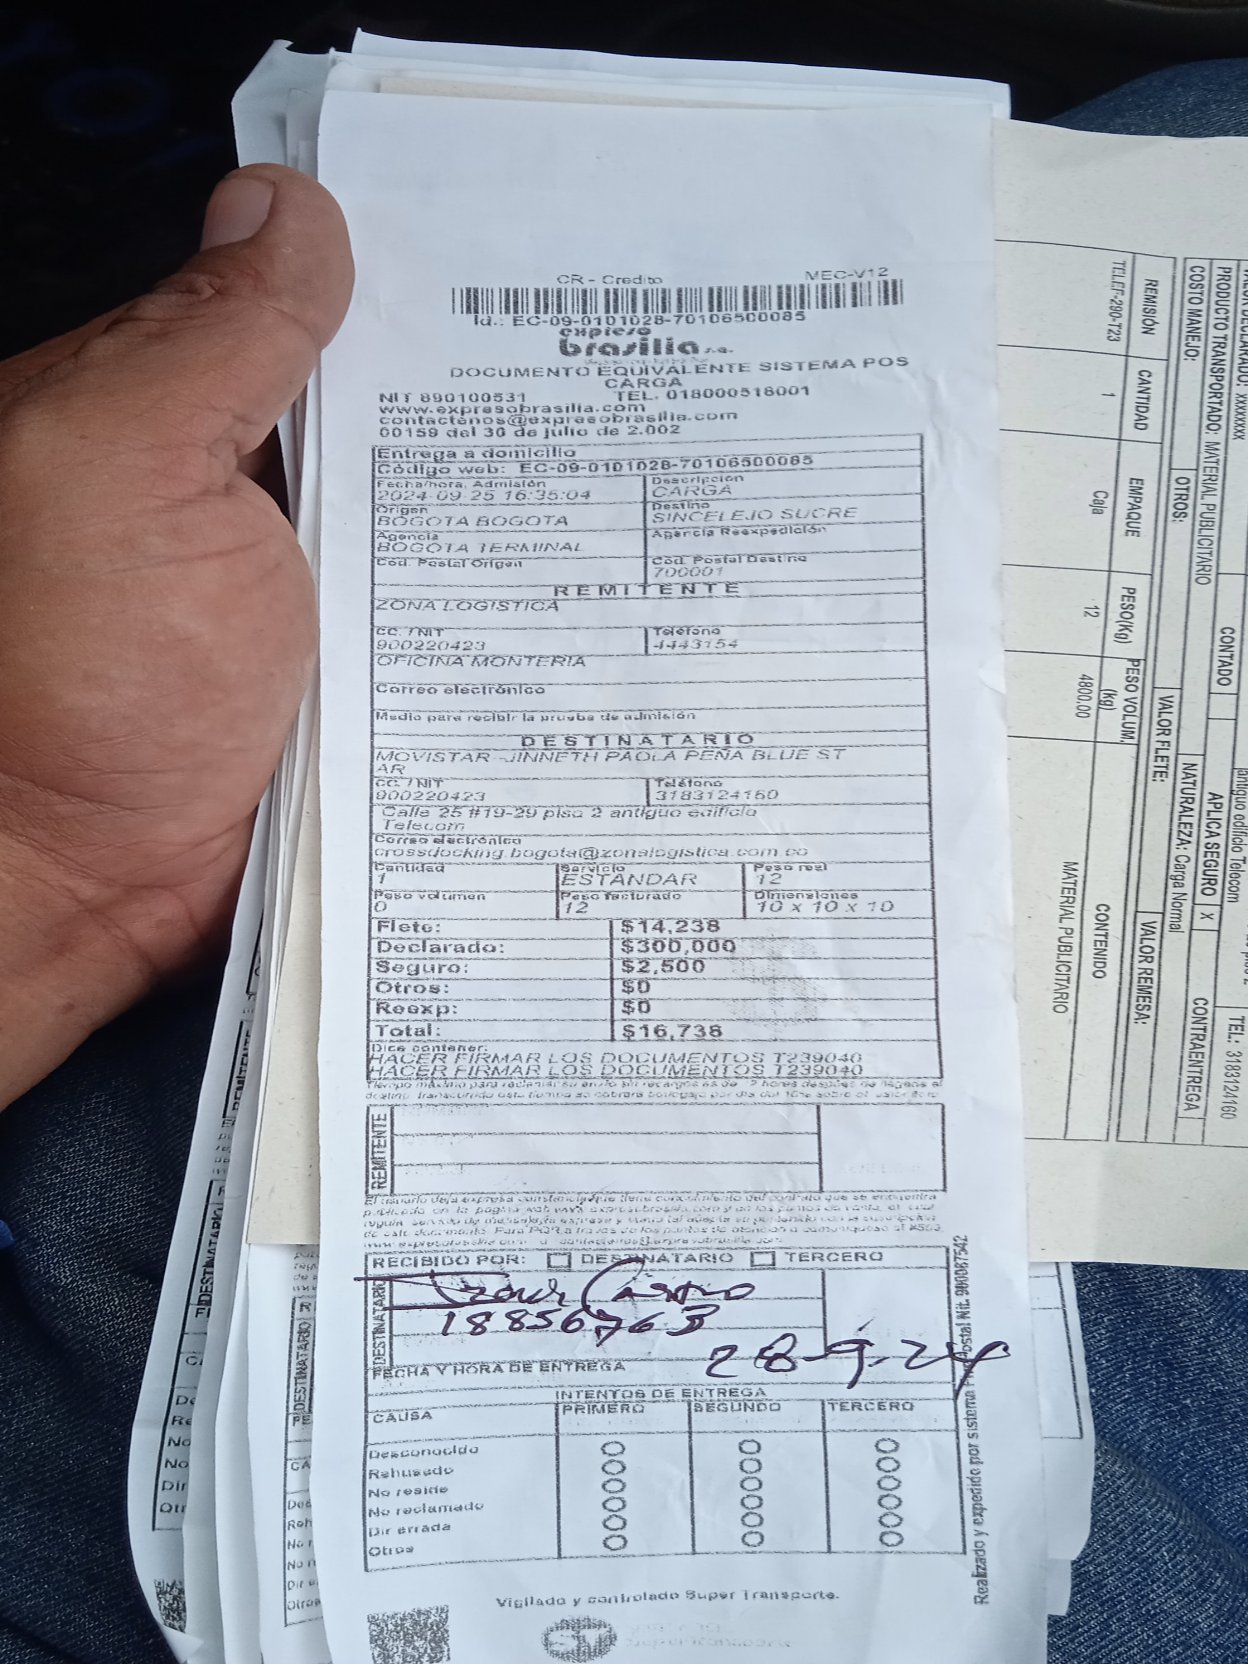 CR - Credito MEC-V12
Id.: EC-09-0101028-70106500085
expreso
brasilia s.a.
DOCUMENTO EQUIVALENTE SISTEMA POS
CARGA
NIT 890100531 TEL. 018000518001
www.expresobrasilia.com
contactenos@expresobrasilia.com
00159 del 30 de julio de 2.002
Entrega a domicilio
Código web: EC-09-0101028-70106500085
Fecha/hora. Admisión Descripción
2024-09-25 16:35:04 CARGA
Origen Destino
BOGOTA BOGOTA SINCELEJO SUCRE
Agencia Agencia Reexpedición
BOGOTA TERMINAL
Cod. Postal Origen Cod. Postal Destino
700001
REMITENTE
ZONA LOGISTICA
CC. / NIT Teléfono
900220423 4443154
OFICINA MONTERIA
Correo electrónico
Medio para recibir la prueba de admisión
DESTINATARIO
MOVISTAR -JINNETH PAOLA PEÑA BLUE ST
AR
CC. / NIT Teléfono
900220423 3183124160
Calle 25 #19-29 piso 2 antiguo edificio
Telecom
Correo electrónico
crossdocking.bogota@zonalogistica.com.co
Cantidad Servicio Peso real
1 ESTANDAR 12
Peso volumen Peso facturado Dimensiones
0 12 10 x 10 x 10
Flete: $14,238
Declarado: $300,000
Seguro: $2,500
Otros: $0
Reexp: $0
Total: $16,738
Dice contener:
HACER FIRMAR LOS DOCUMENTOS T239040
HACER FIRMAR LOS DOCUMENTOS T239040
REMITENTE
RECIBIDO POR: DESTINATARIO TERCERO
DESTINATARIO
Castro
18856763
28-9-24
FECHA Y HORA DE ENTREGA
INTENTOS DE ENTREGA
CAUSA PRIMERO SEGUNDO TERCERO
Desconocido
Rehusado
No reside
No reclamado
Dir errada
Otros
Vigilado y controlado Super Transporte.
Realizado y expedido por sistema Postal Nit. 900087542
antiguo edificio Telecom TEL: 383124160
PRODUCTO TRANSPORTADO: MATERIAL PUBLICITARIO CONTADO APLICA SEGURO X CONTRAENTREGA
COSTO MANEJO: OTROS: VALOR FLETE: NATURALEZA: Carga Normal VALOR REMESA:
REMISIÓN CANTIDAD EMPAQUE PESO(Kg) PESO VOLUM. (kg) CONTENIDO
TELEF-290-T23 1 Caja 12 4800.00 MATERIAL PUBLICITARIO